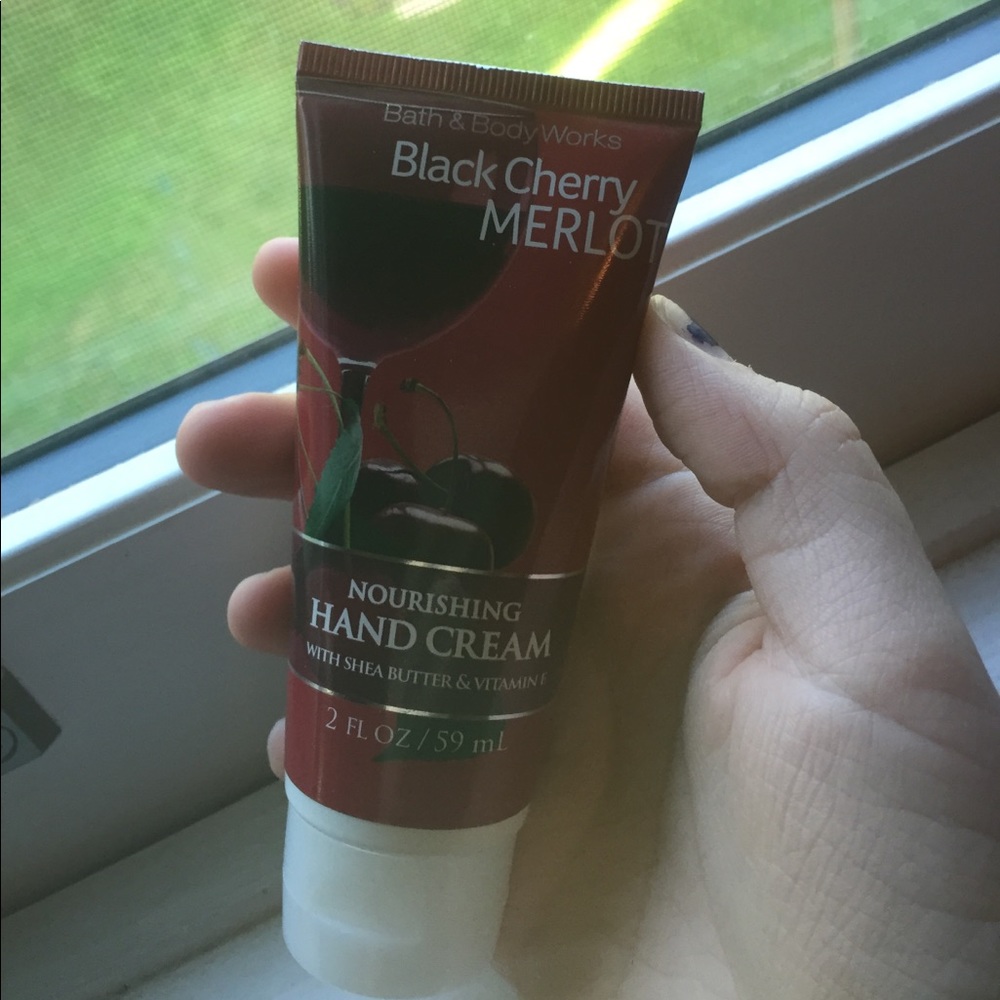 Bath & Body Works
Black Cherry
MERLOT
NOURISHING
HAND CREAM
WITH SHEA BUTTER & VITAMIN E
2 FL OZ / 59 mL